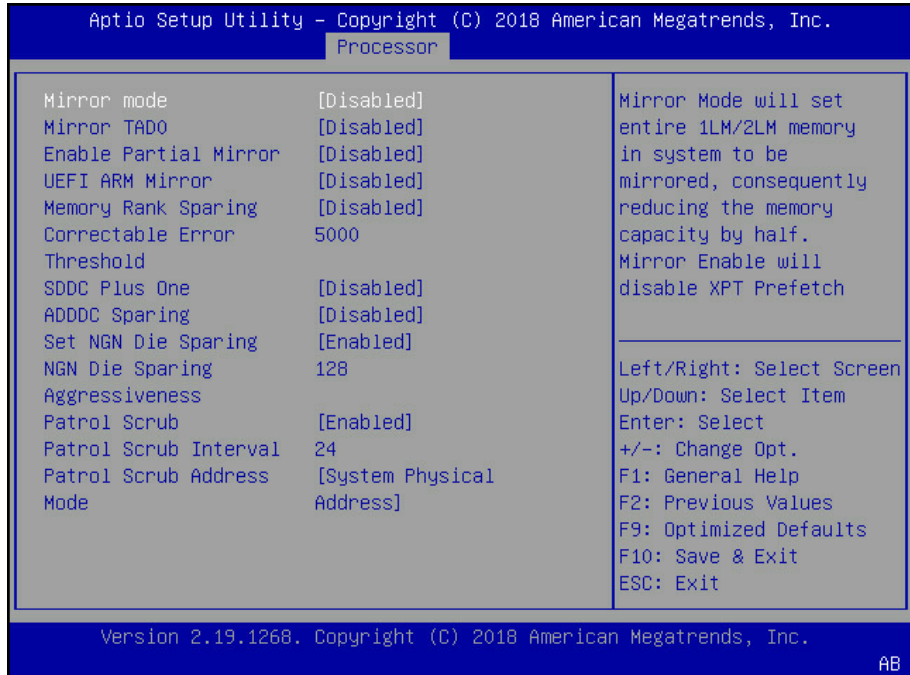 Aptio Setup Utility – Copyright (C) 2018 American Megatrends, Inc.
Processor
Mirror mode [Disabled]
Mirror TAD0 [Disabled]
Enable Partial Mirror [Disabled]
UEFI ARM Mirror [Disabled]
Memory Rank Sparing [Disabled]
Correctable Error 5000
Threshold
SDDC Plus One [Disabled]
ADDDC Sparing [Disabled]
Set NGN Die Sparing [Enabled]
NGN Die Sparing 128
Aggressiveness
Patrol Scrub [Enabled]
Patrol Scrub Interval 24
Patrol Scrub Address [System Physical
Mode Address]
Mirror Mode will set
entire 1LM/2LM memory
in system to be
mirrored, consequently
reducing the memory
capacity by half.
Mirror Enable will
disable XPT Prefetch
Left/Right: Select Screen
Up/Down: Select Item
Enter: Select
+/-: Change Opt.
F1: General Help
F2: Previous Values
F9: Optimized Defaults
F10: Save & Exit
ESC: Exit
Version 2.19.1268. Copyright (C) 2018 American Megatrends, Inc.
AB